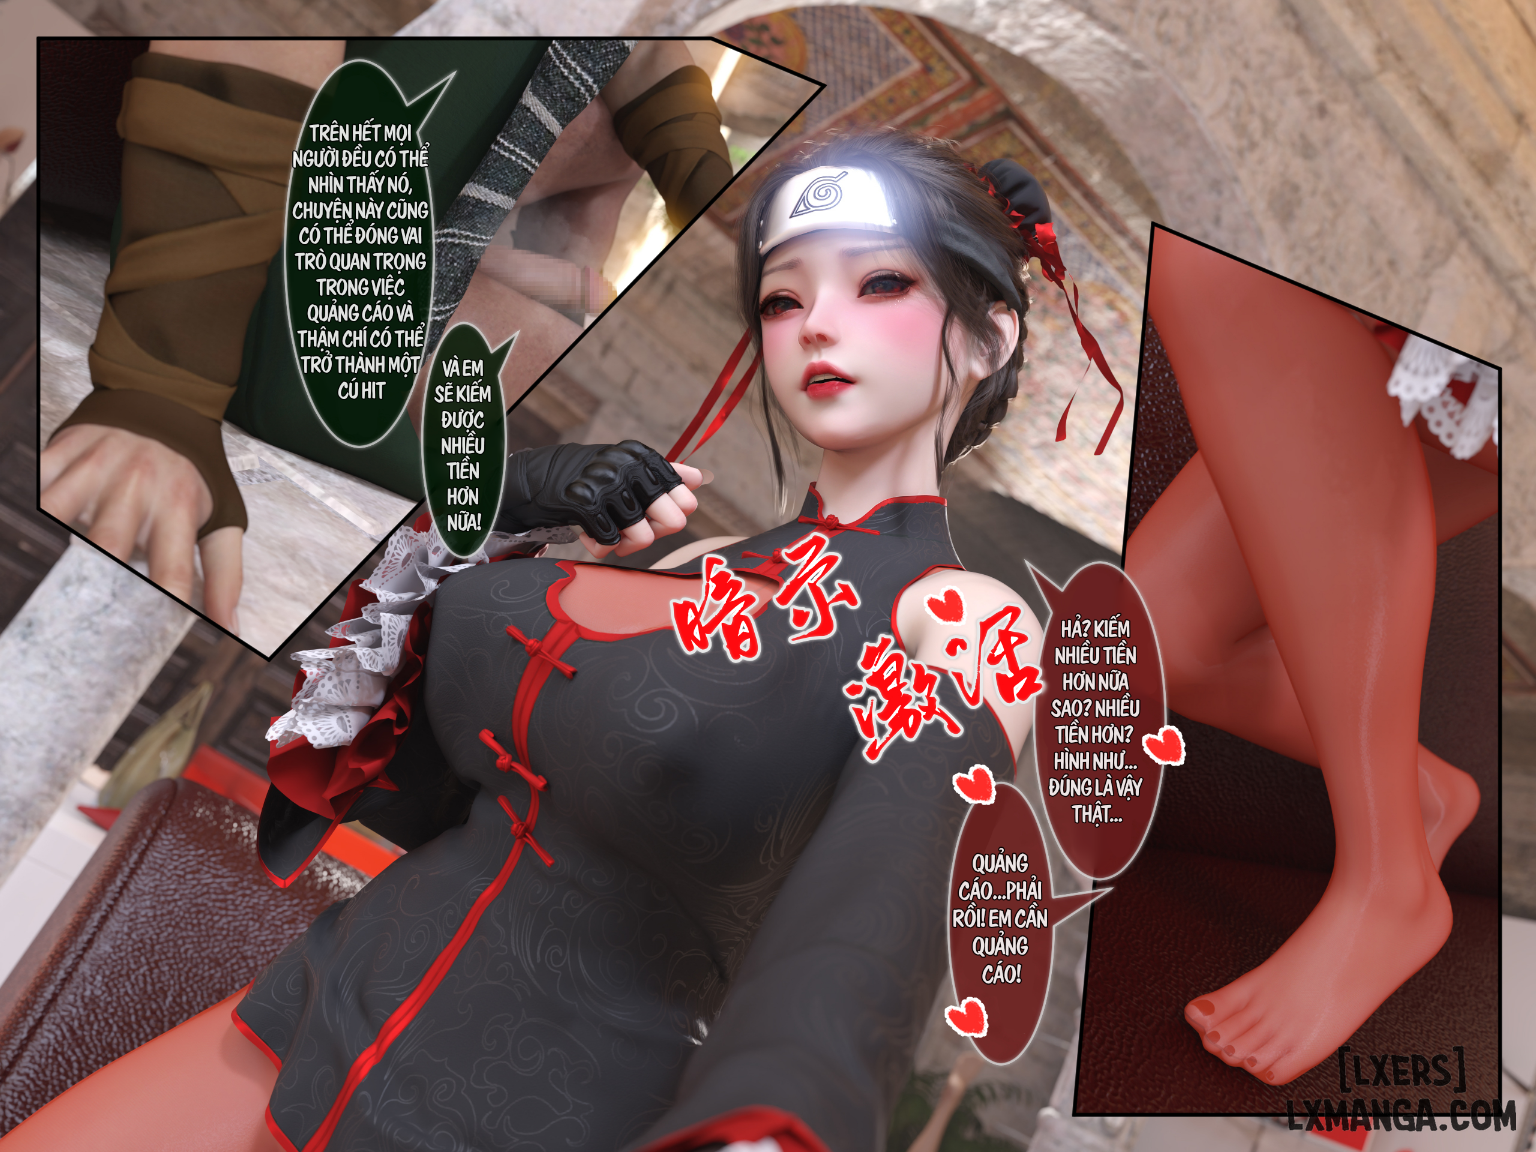 TRÊN HẾT MỌI
NGƯỜI ĐỀU CÓ THỂ
NHÌN THẤY NÓ,
CHUYỆN NÀY CŨNG
CÓ THỂ ĐÓNG VAI
TRÒ QUAN TRỌNG
TRONG VIỆC
QUẢNG CÁO VÀ
THẬM CHÍ CÓ THỂ
TRỞ THÀNH MỘT
CÚ HIT
VÀ EM
SẼ KIẾM
ĐƯỢC
NHIỀU
TIỀN
HƠN
NỮA!
暗示
激活
HẢ? KIẾM
NHIỀU TIỀN
HƠN NỮA
SAO? NHIỀU
TIỀN HƠN?
HÌNH NHƯ...
ĐÚNG LÀ VẬY
THẬT...
QUẢNG
CÁO...PHẢI
RỒI! EM CẦN
QUẢNG
CÁO!
[LXERS]
LXMANGA.COM